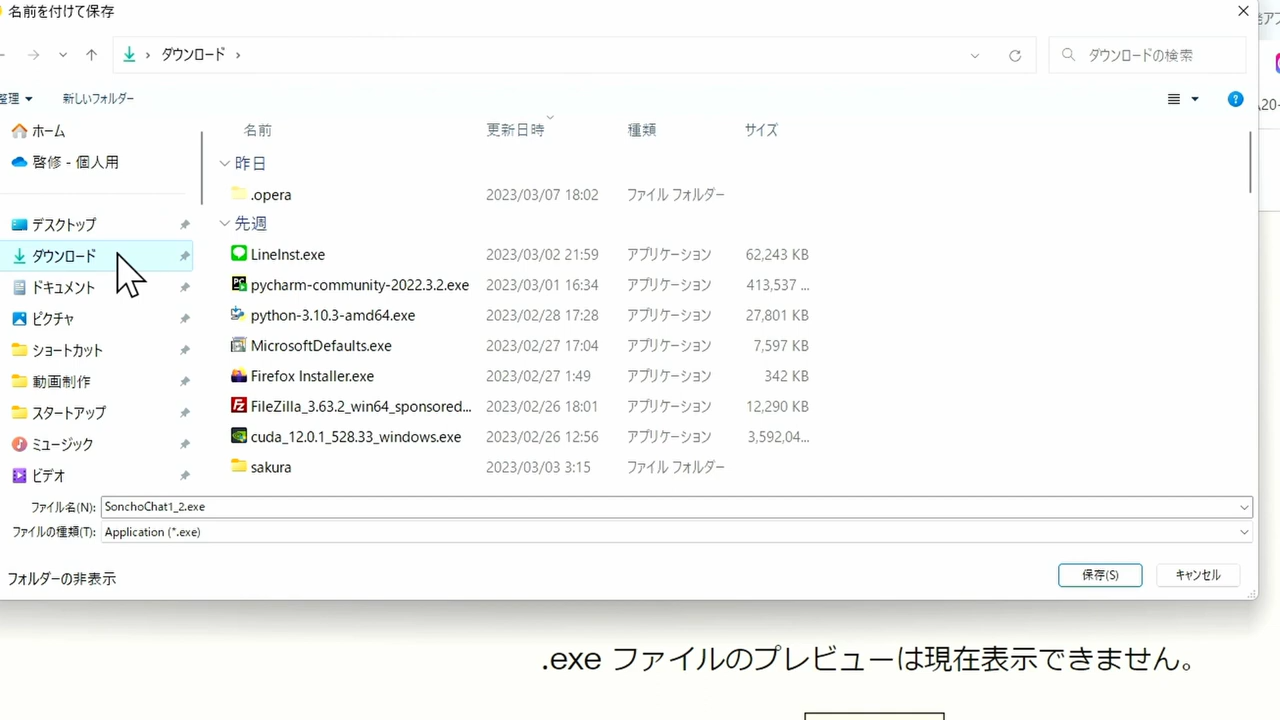 名前を付けて保存
ダウンロード
ダウンロードの検索
整理
新しいフォルダー
名前 更新日時 種類 サイズ
ホーム
啓修 - 個人用
デスクトップ
ダウンロード
ドキュメント
ピクチャ
ショートカット
動画制作
スタートアップ
ミュージック
ビデオ
昨日
.opera 2023/03/07 18:02 ファイル フォルダー
先週
LineInst.exe 2023/03/02 21:59 アプリケーション 62,243 KB
pycharm-community-2022.3.2.exe 2023/03/01 16:34 アプリケーション 413,537 ...
python-3.10.3-amd64.exe 2023/02/28 17:28 アプリケーション 27,801 KB
MicrosoftDefaults.exe 2023/02/27 17:04 アプリケーション 7,597 KB
Firefox Installer.exe 2023/02/27 1:49 アプリケーション 342 KB
FileZilla_3.63.2_win64_sponsored... 2023/02/26 18:01 アプリケーション 12,290 KB
cuda_12.0.1_528.33_windows.exe 2023/02/26 12:56 アプリケーション 3,592,04...
sakura 2023/03/03 3:15 ファイル フォルダー
ファイル名(N): SonchoChat1_2.exe
ファイルの種類(T): Application (*.exe)
フォルダーの非表示
保存(S)
キャンセル
.exe ファイルのプレビューは現在表示できません。